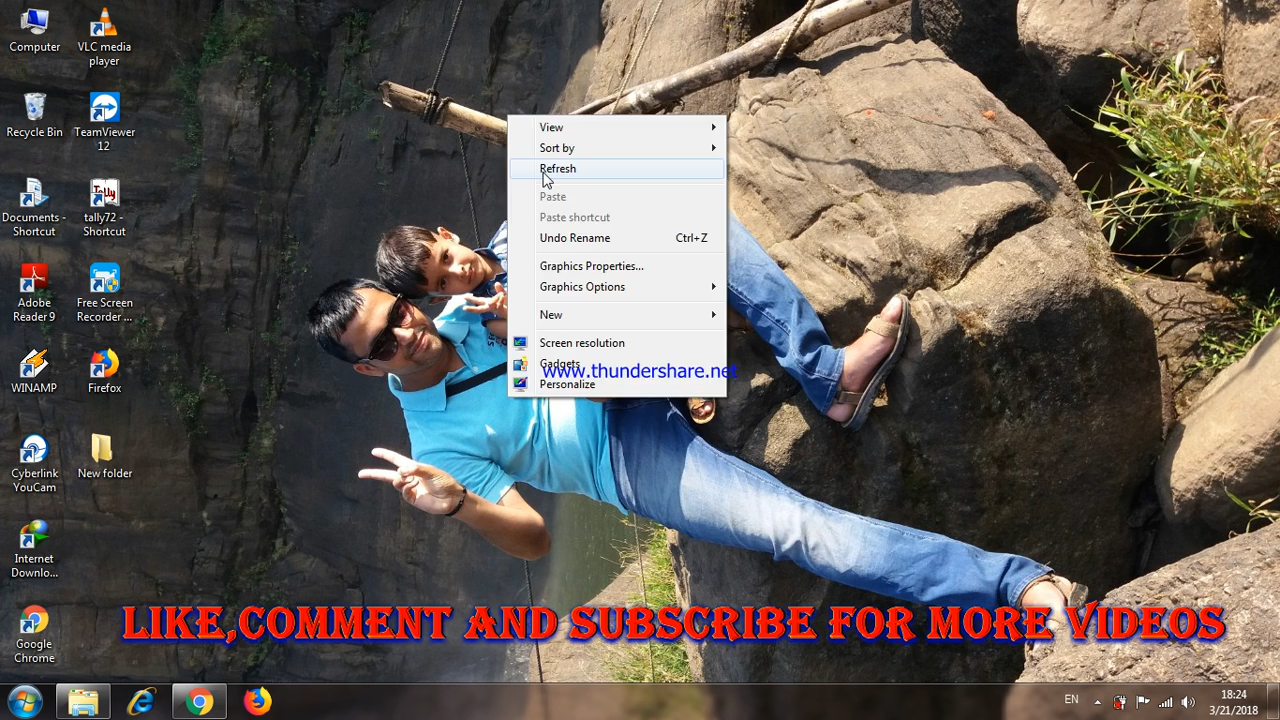 Computer
VLC media
player
Recycle Bin
TeamViewer
12
Documents -
Shortcut
tally72 -
Shortcut
Adobe
Reader 9
Free Screen
Recorder ...
WINAMP
Firefox
Cyberlink
YouCam
New folder
Internet
Downlo...
Google
Chrome
View
Sort by
Refresh
Paste
Paste shortcut
Undo Rename Ctrl+Z
Graphics Properties...
Graphics Options
New
Screen resolution
Gadgets
www.thundershare.net
Personalize
LIKE,COMMENT AND SUBSCRIBE FOR MORE VIDEOS
EN
18:24
3/21/2018